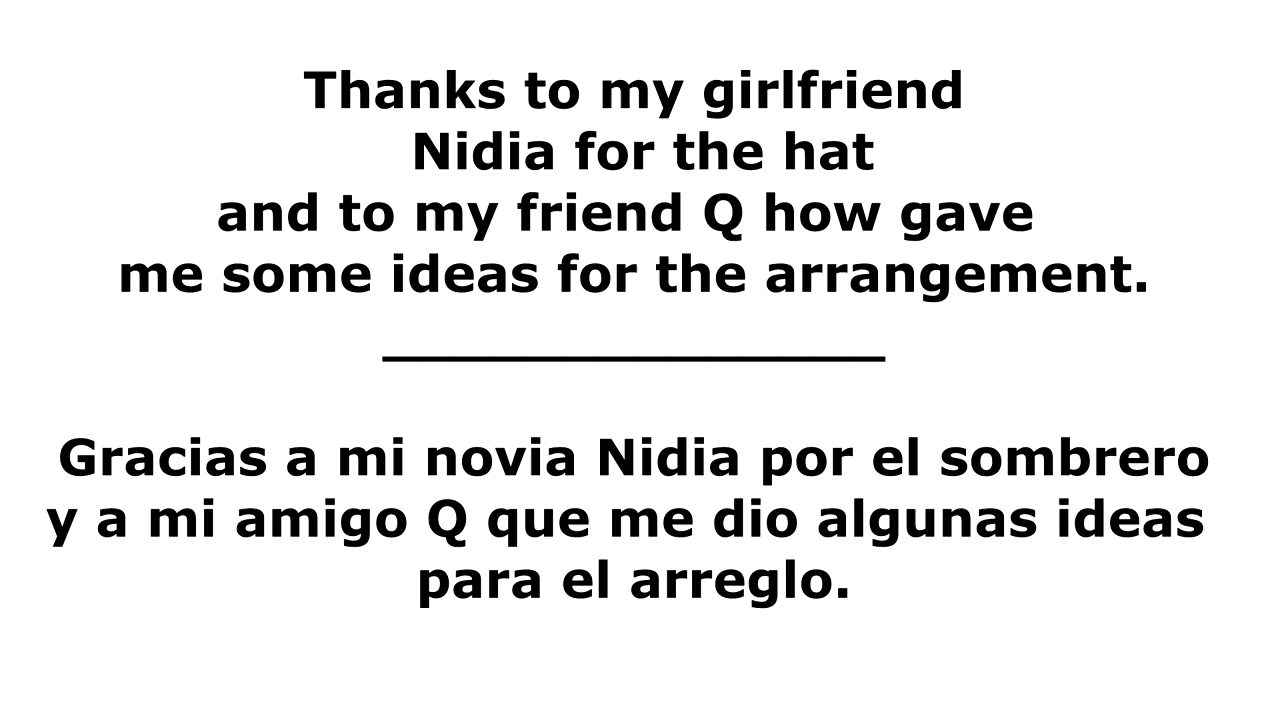 Thanks to my girlfriend
Nidia for the hat
and to my friend Q how gave
me some ideas for the arrangement.
Gracias a mi novia Nidia por el sombrero
y a mi amigo Q que me dio algunas ideas
para el arreglo.